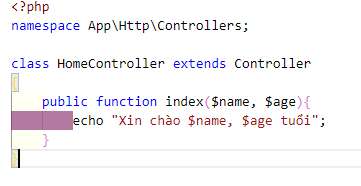 <?php
namespace App\Http\Controllers;
class HomeController extends Controller
{
public function index($name, $age){
echo "Xin chào $name, $age tuổi";
}
}